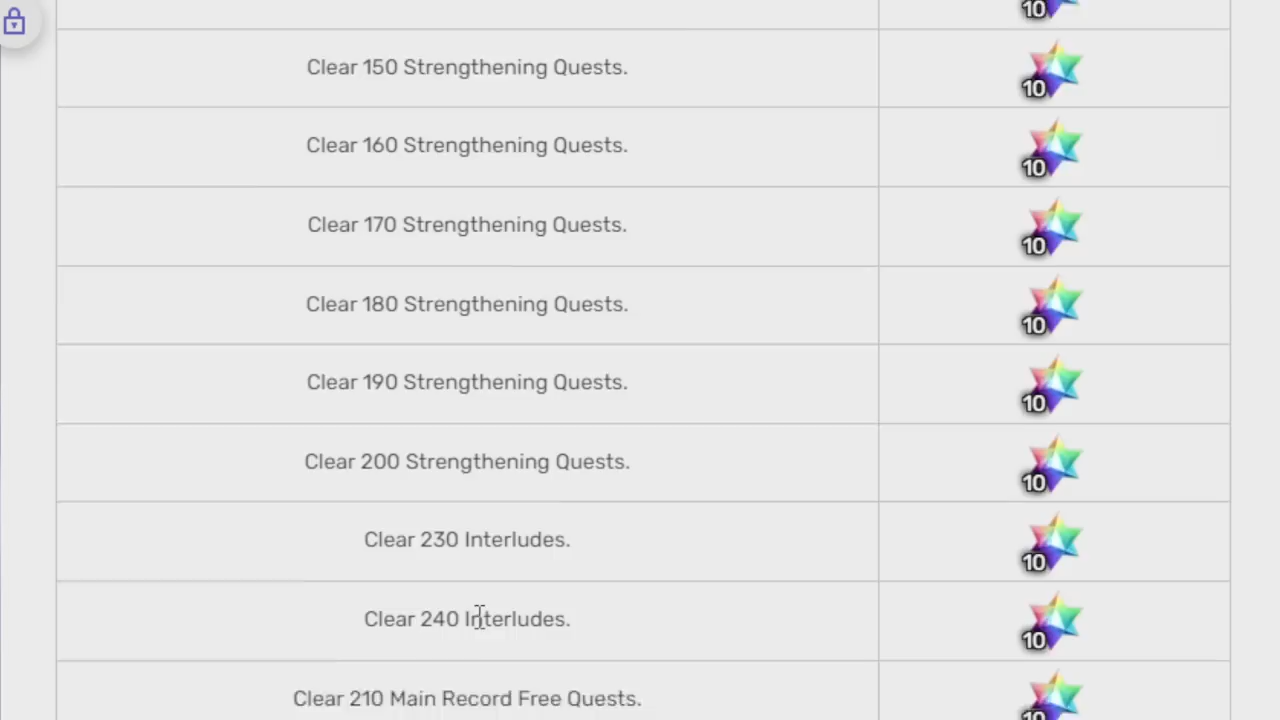 10
Clear 150 Strengthening Quests.
10
Clear 160 Strengthening Quests.
10
Clear 170 Strengthening Quests.
10
Clear 180 Strengthening Quests.
10
Clear 190 Strengthening Quests.
10
Clear 200 Strengthening Quests.
10
Clear 230 Interludes.
10
Clear 240 Interludes.
10
Clear 210 Main Record Free Quests.
10